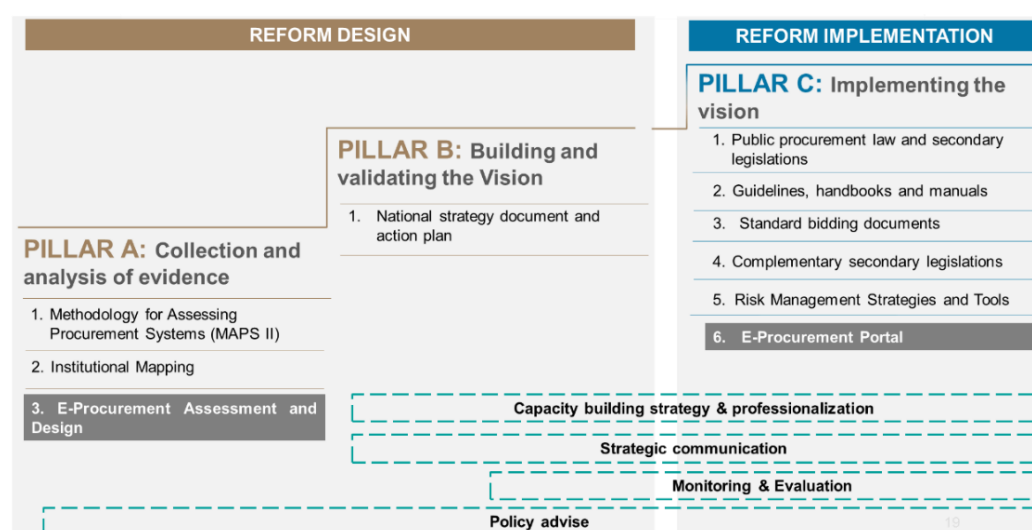 REFORM DESIGN
REFORM IMPLEMENTATION
PILLAR A: Collection and
analysis of evidence
1. Methodology for Assessing
Procurement Systems (MAPS II)
2. Institutional Mapping
3. E-Procurement Assessment and
Design
PILLAR B: Building and
validating the Vision
1. National strategy document and
action plan
PILLAR C: Implementing the
vision
1. Public procurement law and secondary
legislations
2. Guidelines, handbooks and manuals
3. Standard bidding documents
4. Complementary secondary legislations
5. Risk Management Strategies and Tools
6. E-Procurement Portal
Capacity building strategy & professionalization
Strategic communication
Monitoring & Evaluation
Policy advise
19